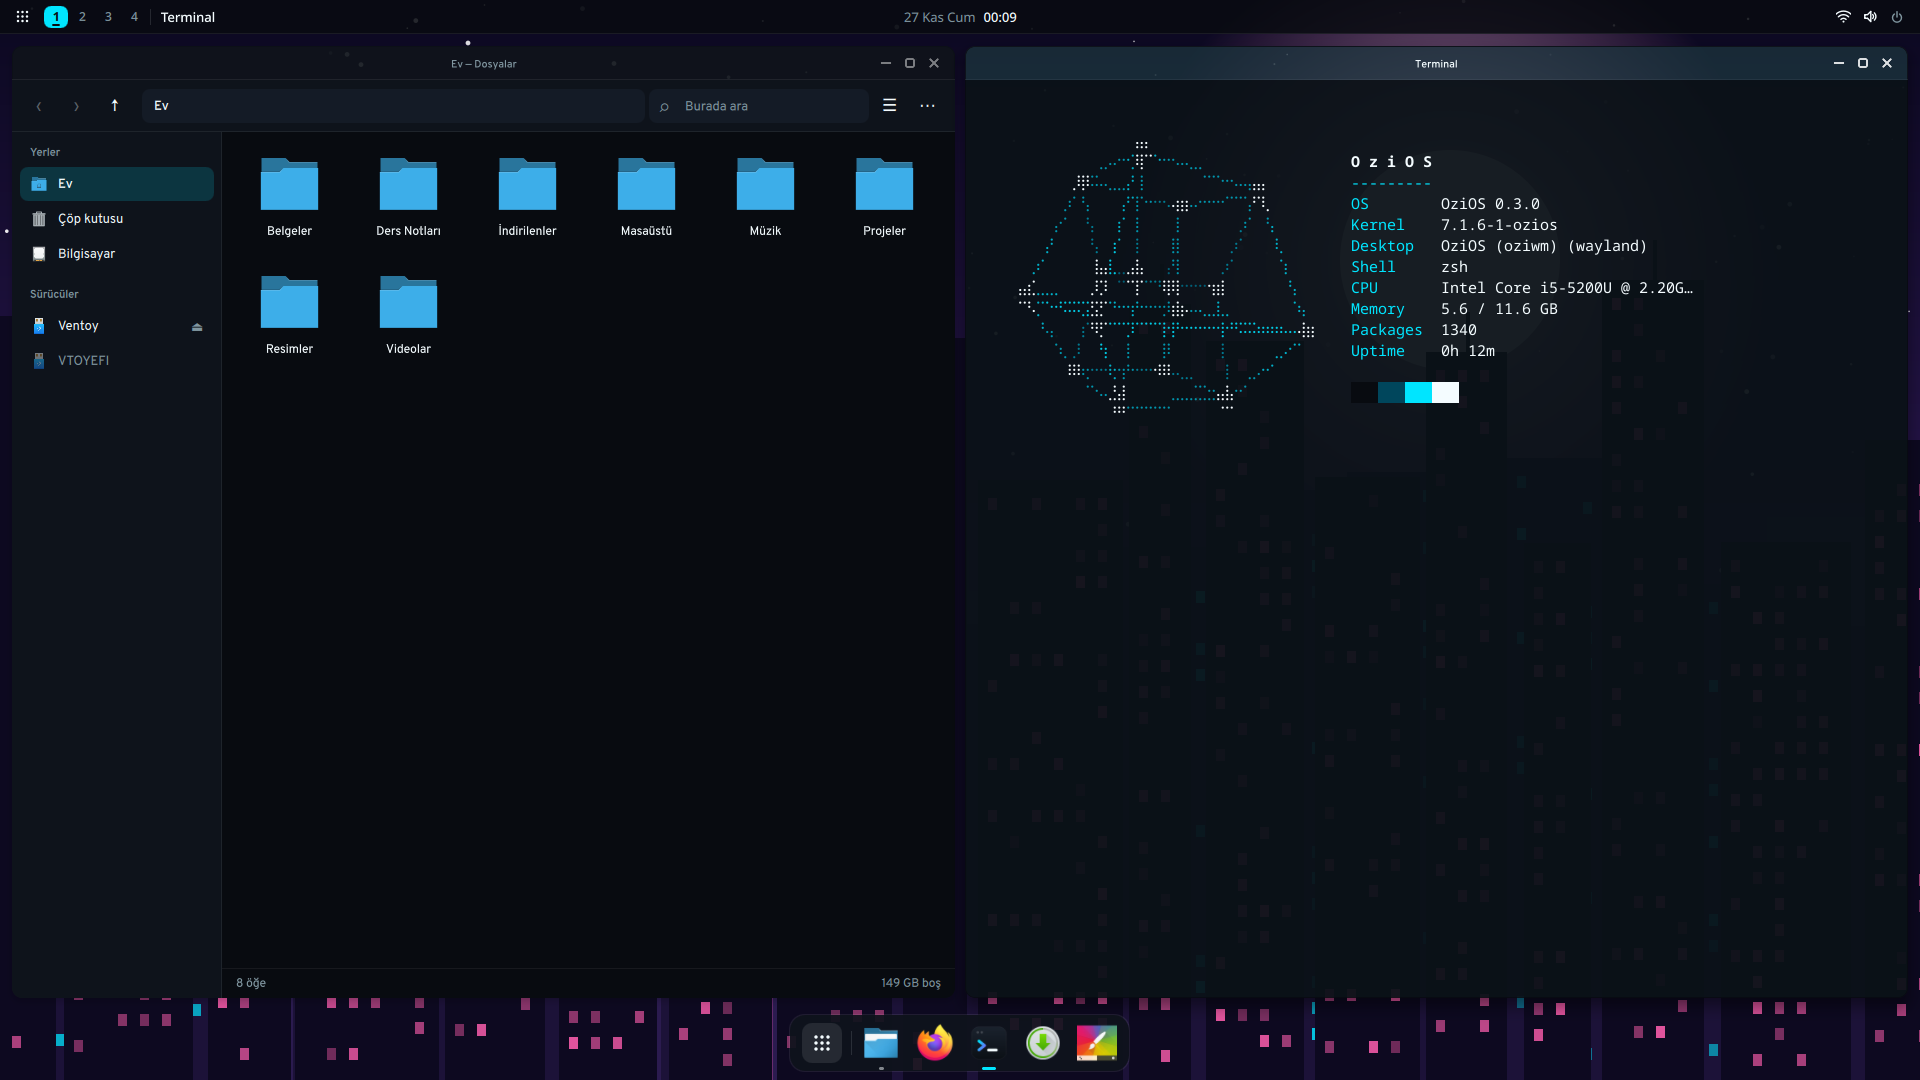 1 2 3 4 Terminal
27 Kas Cum 00:09
Ev — Dosyalar
Ev
Burada ara
Yerler
Ev
Çöp kutusu
Bilgisayar
Sürücüler
Ventoy
VTOYEFI
Belgeler
Ders Notları
İndirilenler
Masaüstü
Müzik
Projeler
Resimler
Videolar
8 öğe
149 GB boş
Terminal
O z i O S
---------
OS OziOS 0.3.0
Kernel 7.1.6-1-ozios
Desktop OziOS (oziwm) (wayland)
Shell zsh
CPU Intel Core i5-5200U @ 2.20G…
Memory 5.6 / 11.6 GB
Packages 1340
Uptime 0h 12m